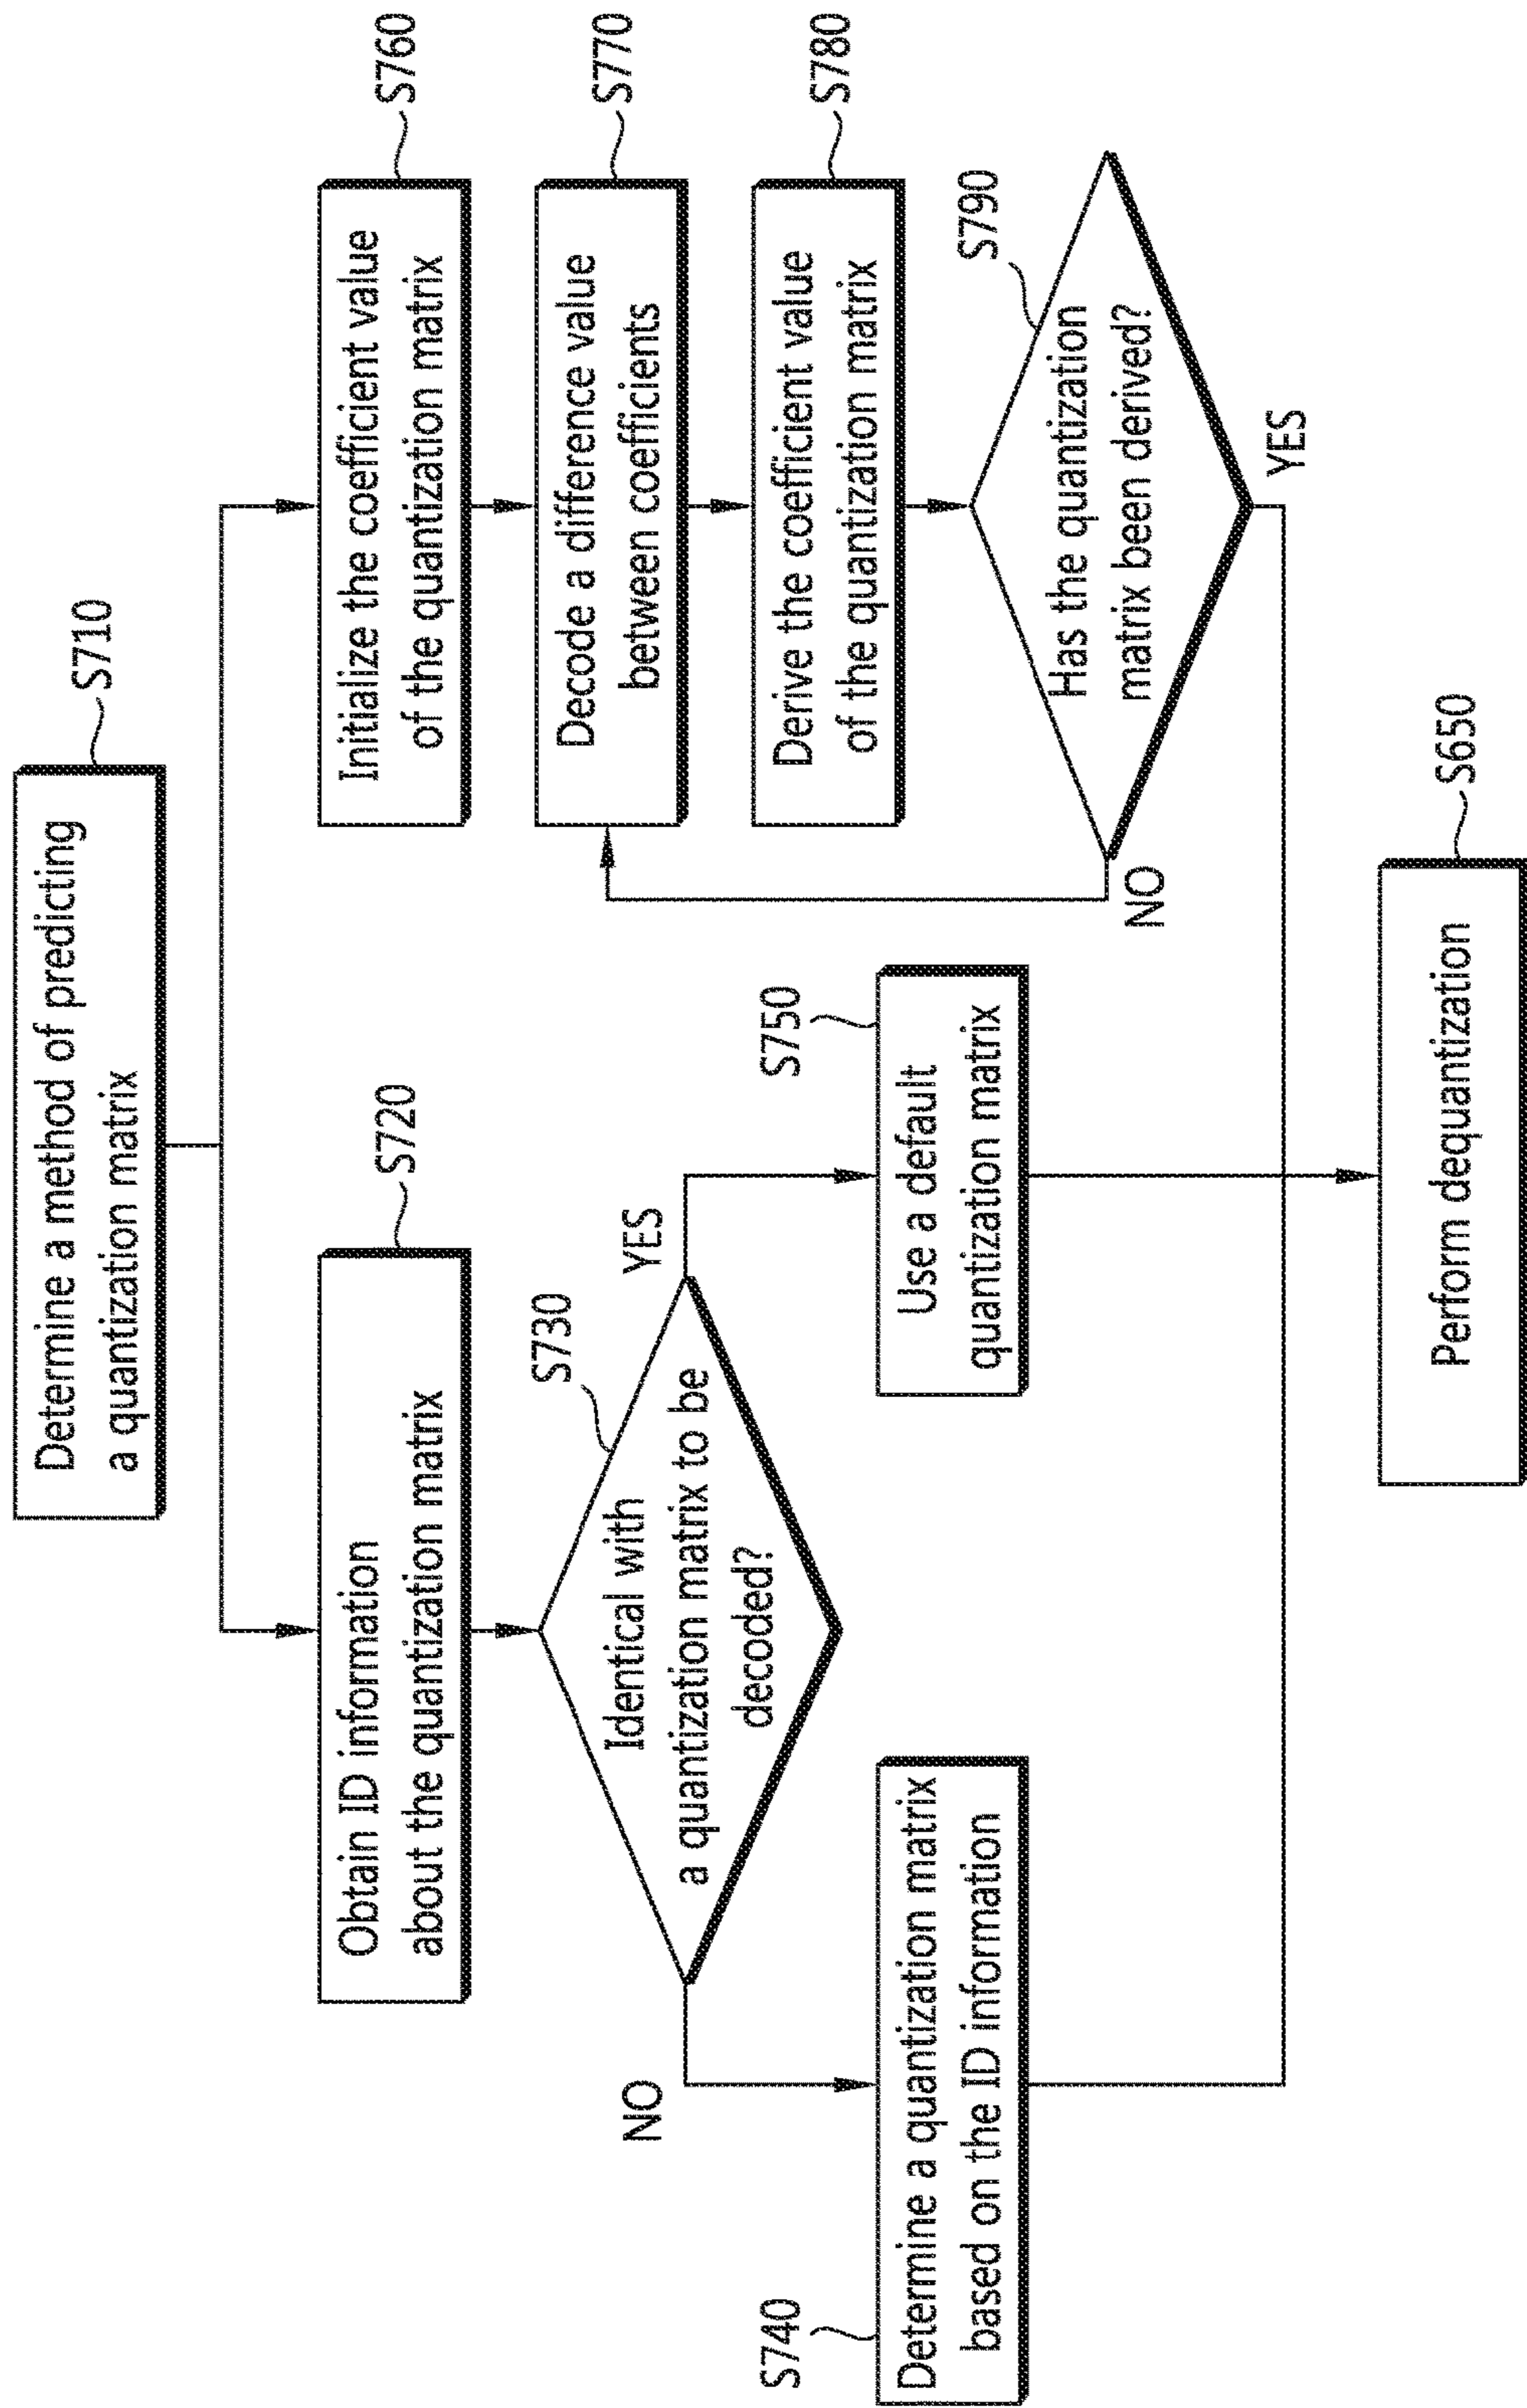 Determine a method of predicting
a quantization matrix
S710
Obtain ID information
about the quantization matrix
S720
Identical with
a quantization matrix to be
decoded?
S730
NO
YES
S740
Determine a quantization matrix
based on the ID information
S750
Use a default
quantization matrix
Initialize the coefficient value
of the quantization matrix
S760
Decode a difference value
between coefficients
S770
Derive the coefficient value
of the quantization matrix
S780
Has the quantization
matrix been derived?
S790
NO
YES
Perform dequantization
S650